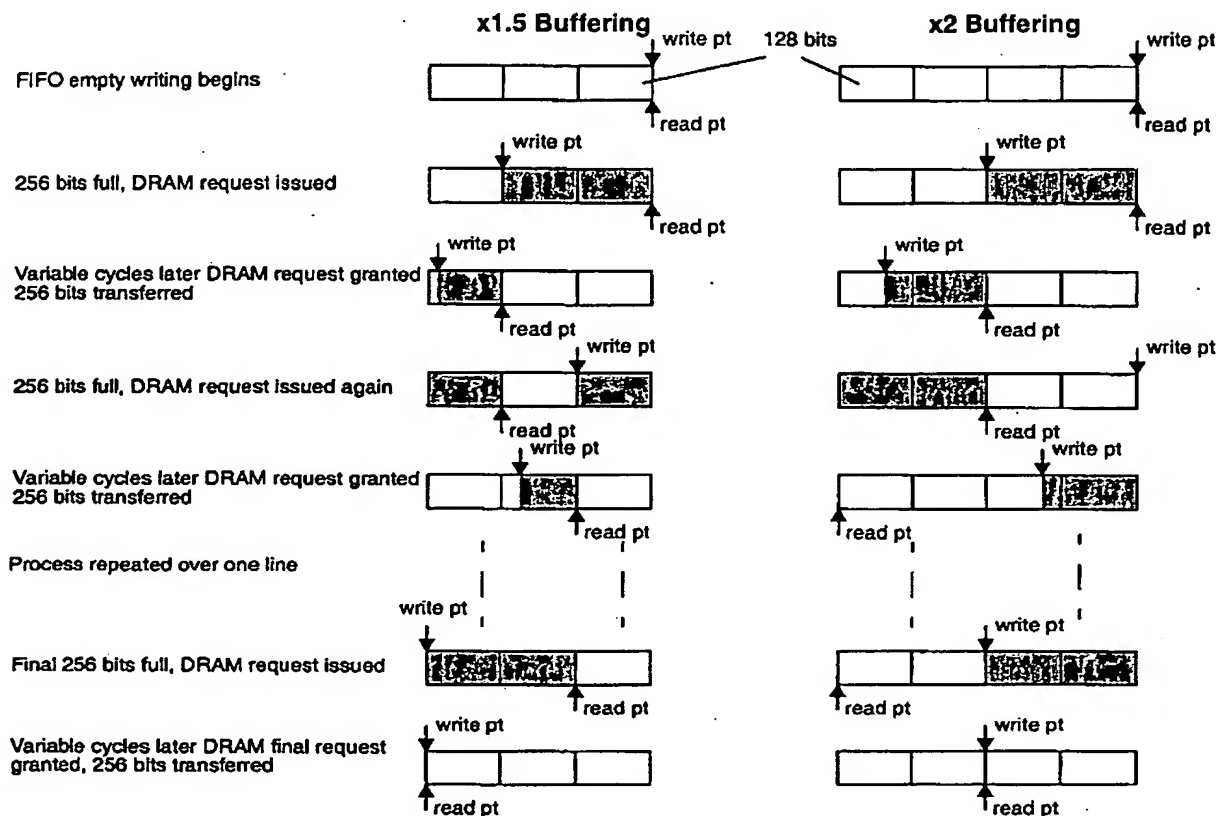 x1.5 Buffering
x2 Buffering
write pt
128 bits
write pt
FIFO empty writing begins
read pt
read pt
write pt
write pt
256 bits full, DRAM request issued
read pt
read pt
write pt
write pt
Variable cycles later DRAM request granted
256 bits transferred
read pt
read pt
write pt
write pt
256 bits full, DRAM request issued again
read pt
read pt
write pt
write pt
Variable cycles later DRAM request granted
256 bits transferred
read pt
read pt
Process repeated over one line
write pt
write pt
Final 256 bits full, DRAM request issued
read pt
read pt
write pt
write pt
Variable cycles later DRAM final request
granted, 256 bits transferred
read pt
read pt